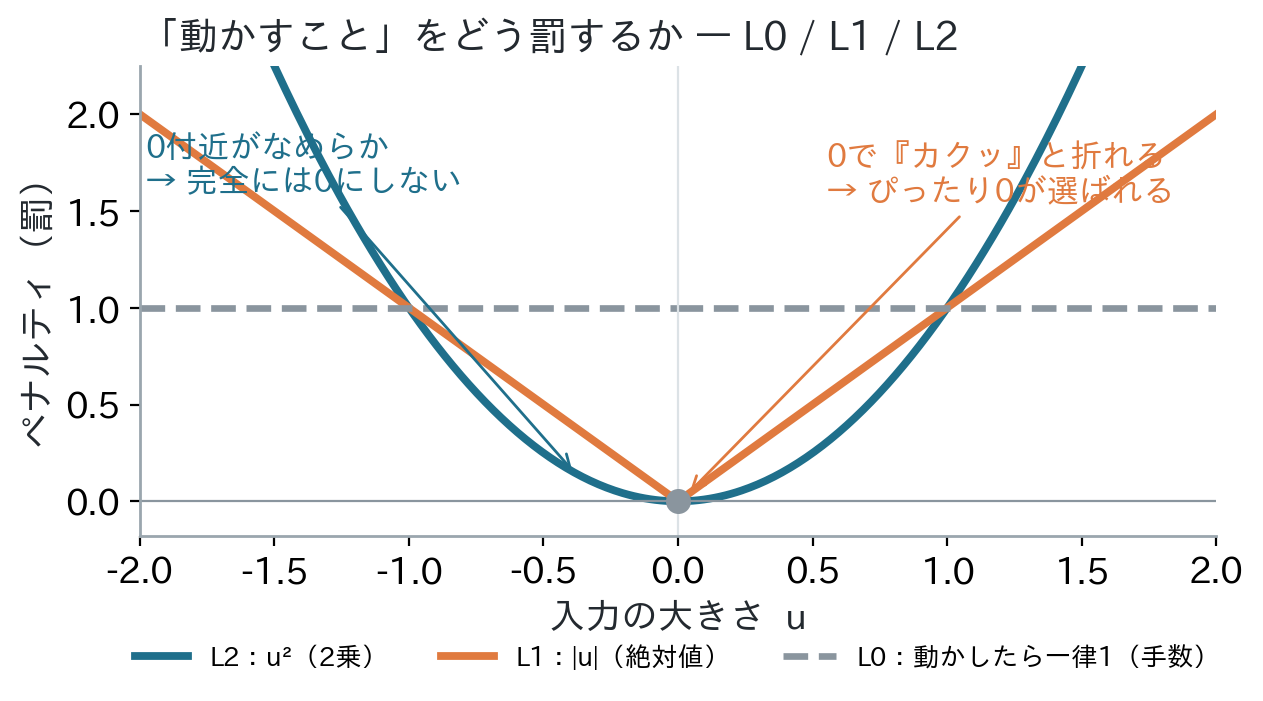 「動かすこと」をどう罰するか — L0 / L1 / L2
ペナルティ（罰）
2.0
1.5
1.0
0.5
0.0
0付近がなめらか
→ 完全には0にしない
0で『カクッ』と折れる
→ ぴったり0が選ばれる
-2.0 -1.5 -1.0 -0.5 0.0 0.5 1.0 1.5 2.0
入力の大きさ u
L2：u²（2乗） L1：|u|（絶対値） L0：動かしたら一律1（手数）